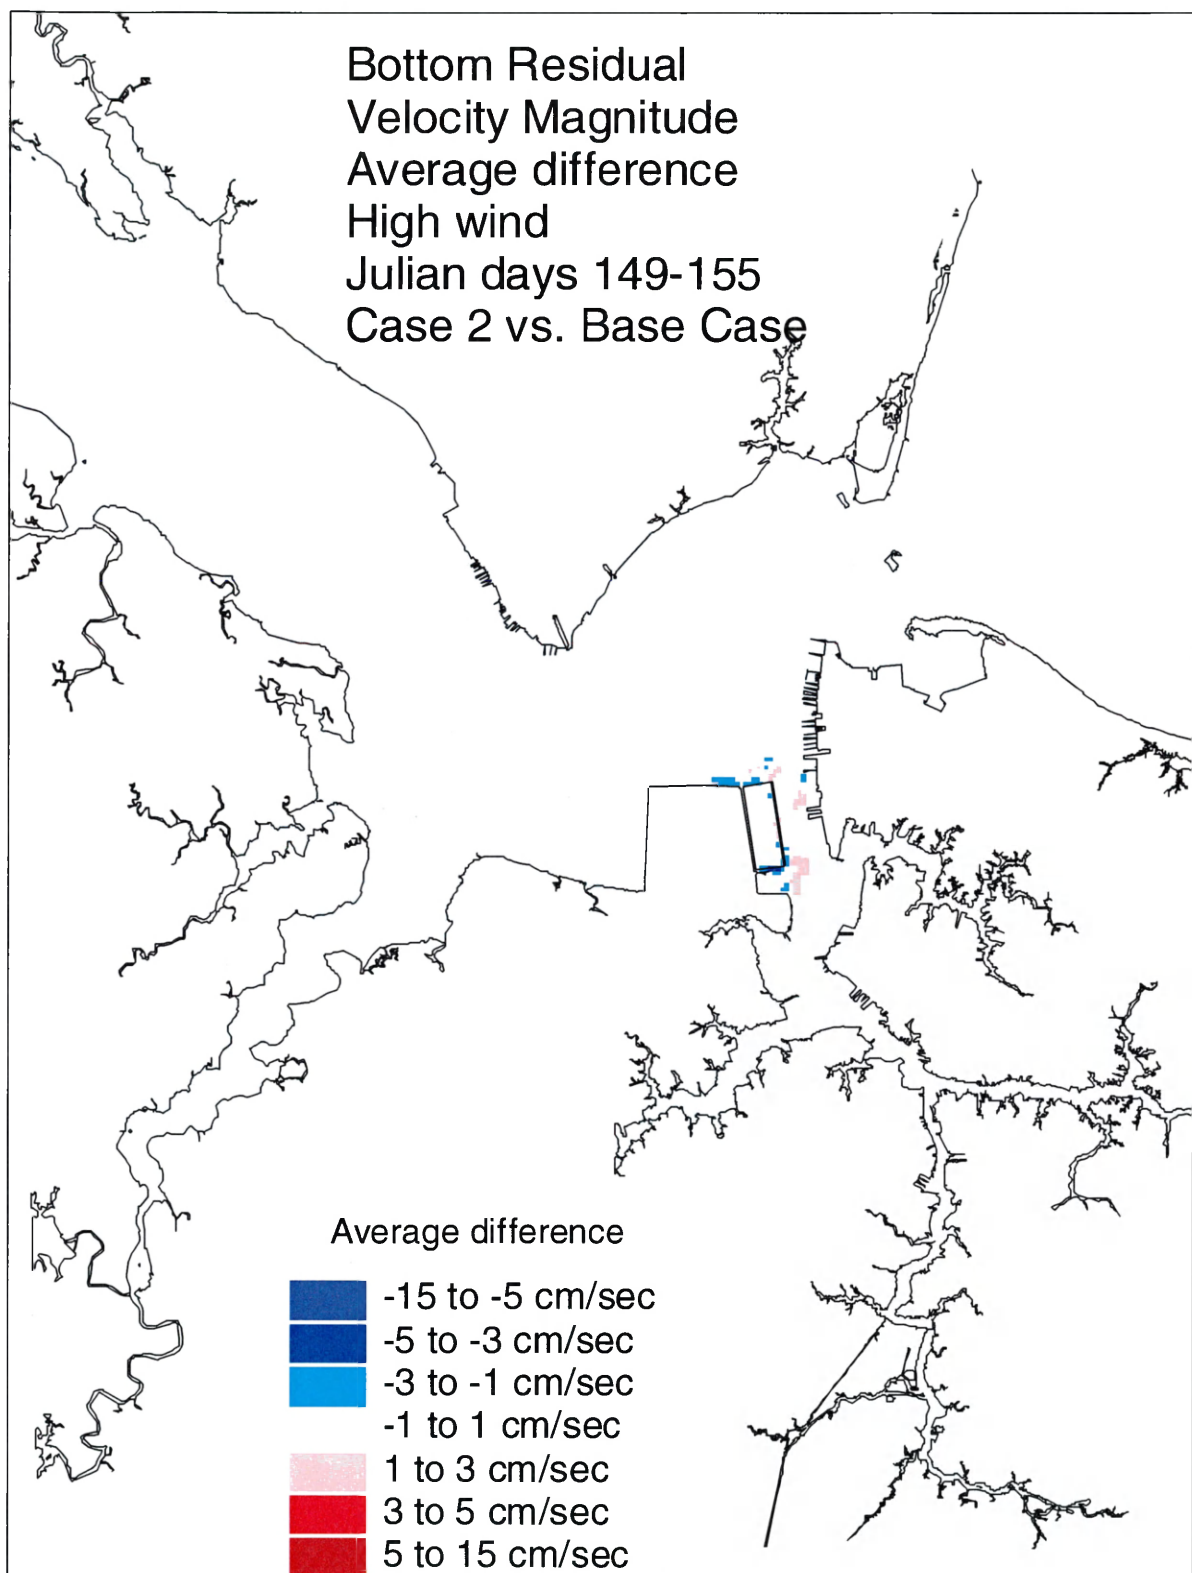 Bottom Residual
Velocity Magnitude
Average difference
High wind
Julian days 149-155
Case 2 vs. Base Case
Average difference
-15 to -5 cm/sec
-5 to -3 cm/sec
-3 to -1 cm/sec
-1 to 1 cm/sec
1 to 3 cm/sec
3 to 5 cm/sec
5 to 15 cm/sec